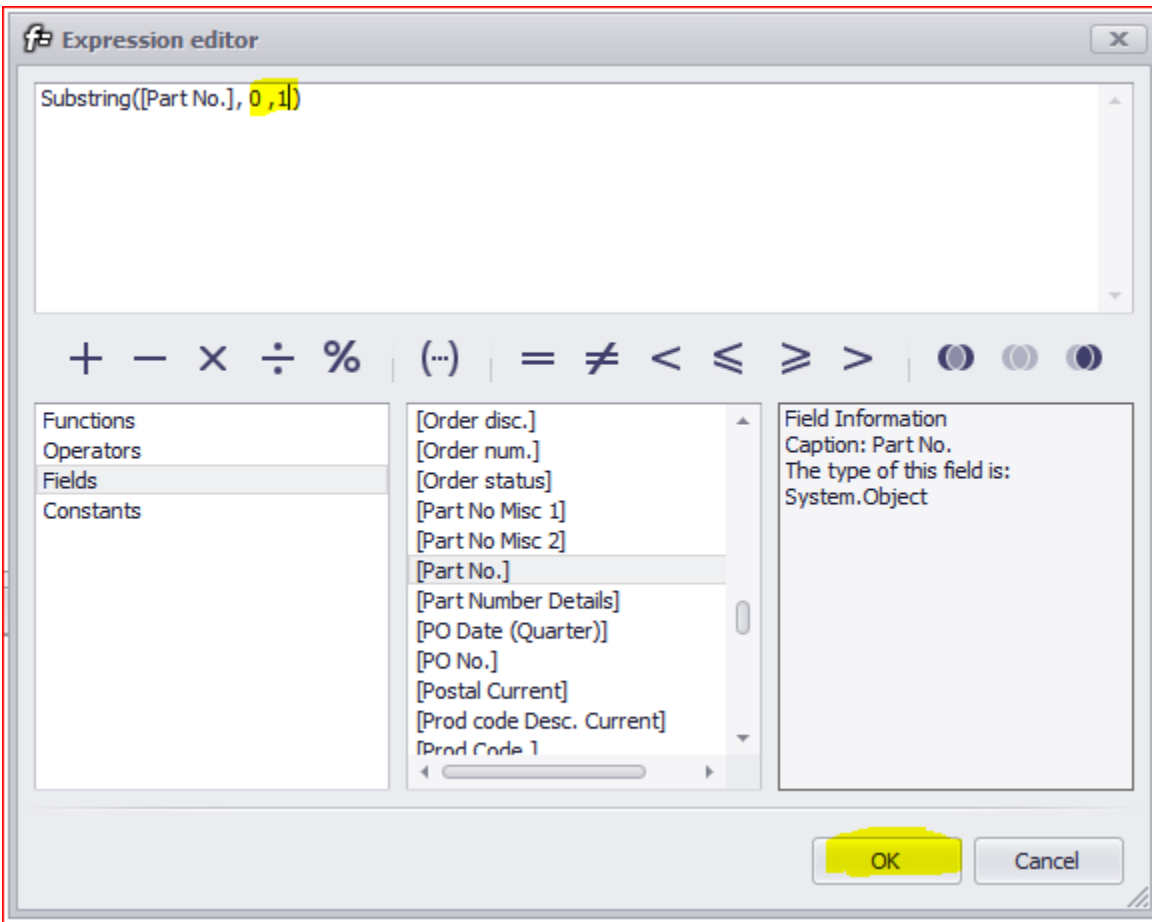 Expression editor
Substring([Part No.], 0 ,1)
+ − × ÷ % (...) = ≠ < ⩽ ⩾ >
Functions
Operators
Fields
Constants
[Order disc.]
[Order num.]
[Order status]
[Part No Misc 1]
[Part No Misc 2]
[Part No.]
[Part Number Details]
[PO Date (Quarter)]
[PO No.]
[Postal Current]
[Prod code Desc. Current]
[Prod Code ]
Field Information
Caption: Part No.
The type of this field is:
System.Object
OK
Cancel